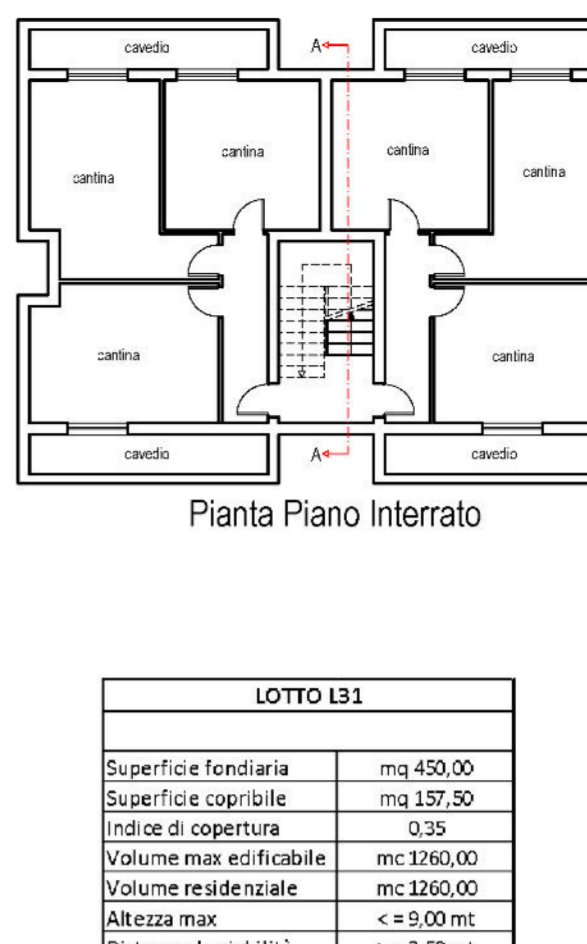 cavedio A cavedio
cantina cantina
cantina cantina
cantina cantina
cavedio A cavedio
Pianta Piano Interrato
LOTTO L31
Superficie fondiaria mq 450,00
Superficie copribile mq 157,50
Indice di copertura 0,35
Volume max edificabile mc 1260,00
Volume residenziale mc 1260,00
Altezza max < = 9,00 mt